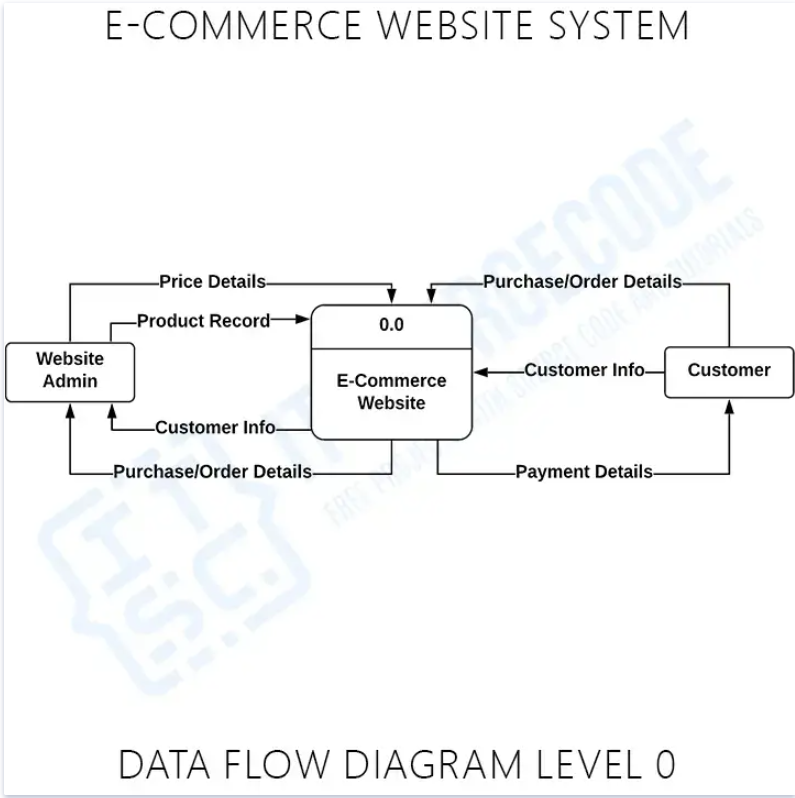 E-COMMERCE WEBSITE SYSTEM
Price Details
Purchase/Order Details
Product Record
0.0
Website
Admin
E-Commerce
Website
Customer Info
Customer
Customer Info
Purchase/Order Details
Payment Details
DATA FLOW DIAGRAM LEVEL 0